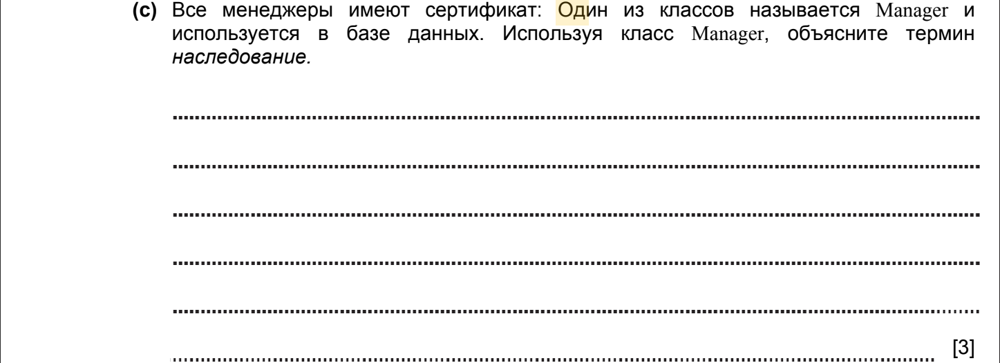 (c) Все менеджеры имеют сертификат: Один из классов называется Manager и
используется в базе данных. Используя класс Manager, объясните термин
наследование.
[3]